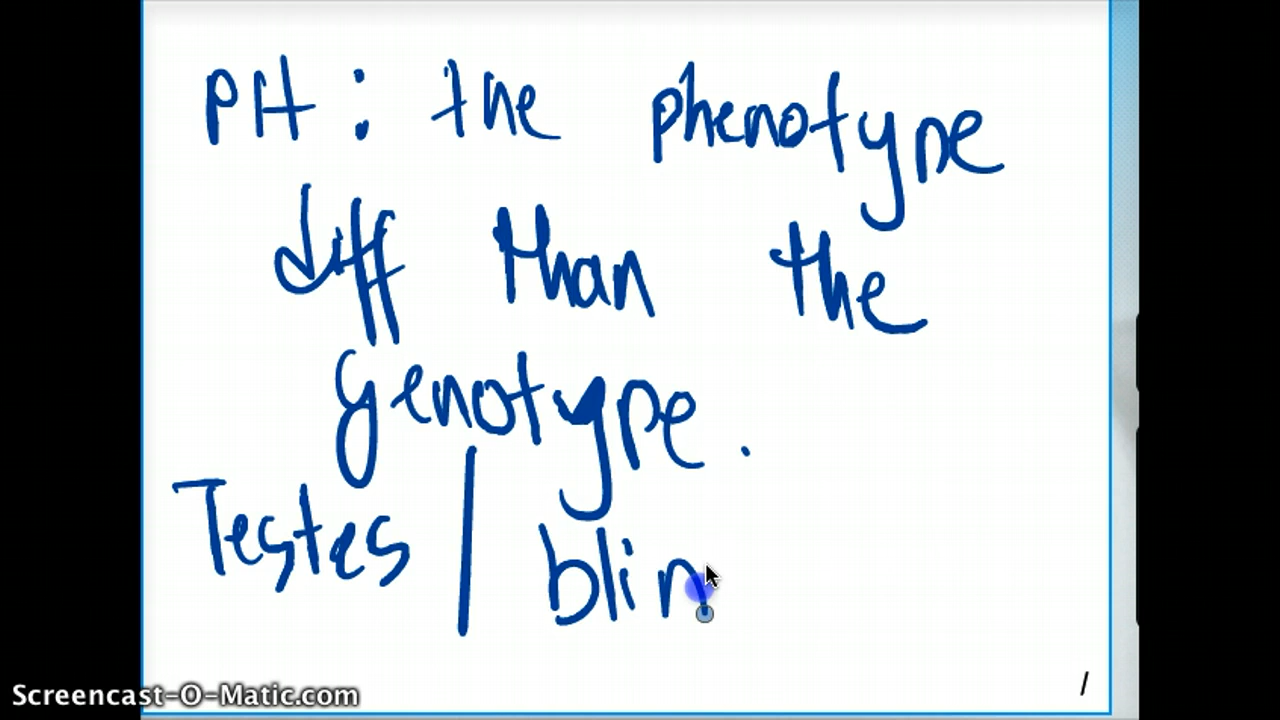 PH : the phenotype
diff than the
genotype.
Testes / blin
/
Screencast-O-Matic.com